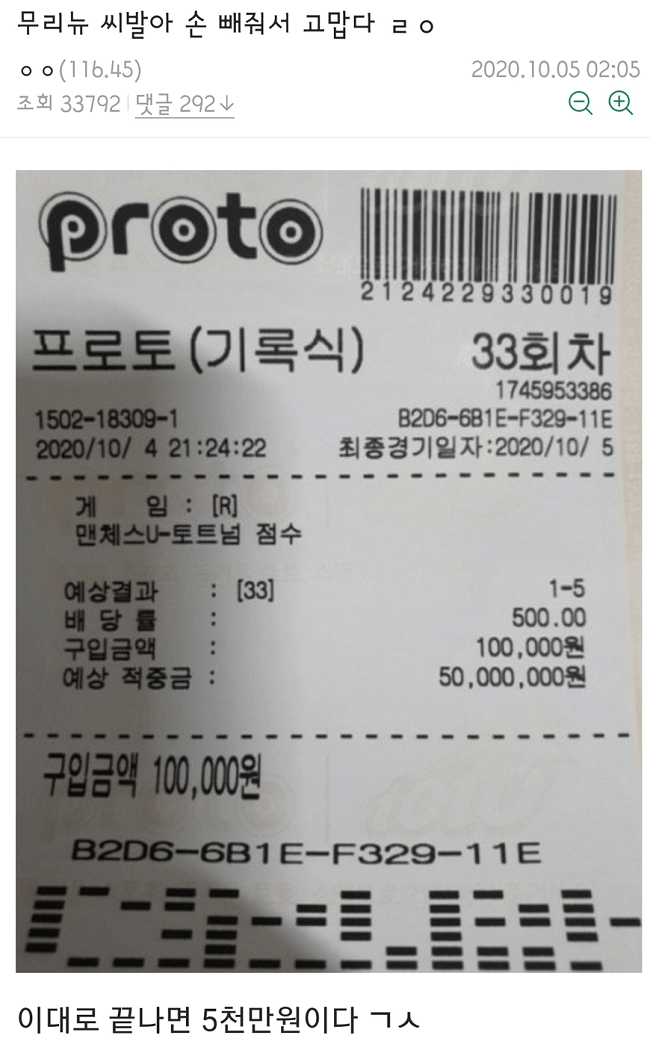 무리뉴 씨발아 손 빼줘서 고맙다 ㄹㅇ
ㅇㅇ(116.45)
2020.10.05 02:05
조회 33792 댓글 292↓
proto
2124229330019
프로토(기록식) 33회차
1745953386
1502-18309-1 B2D6-6B1E-F329-11E
2020/10/ 4 21:24:22 최종경기일자:2020/10/ 5
게 임 : [R]
맨체스U-토트넘 점수
예상결과 : [33] 1-5
배 당 률 : 500.00
구입금액 : 100,000원
예상 적중금 : 50,000,000원
구입금액 100,000원
B2D6-6B1E-F329-11E
이대로 끝나면 5천만원이다 ㄱㅅ